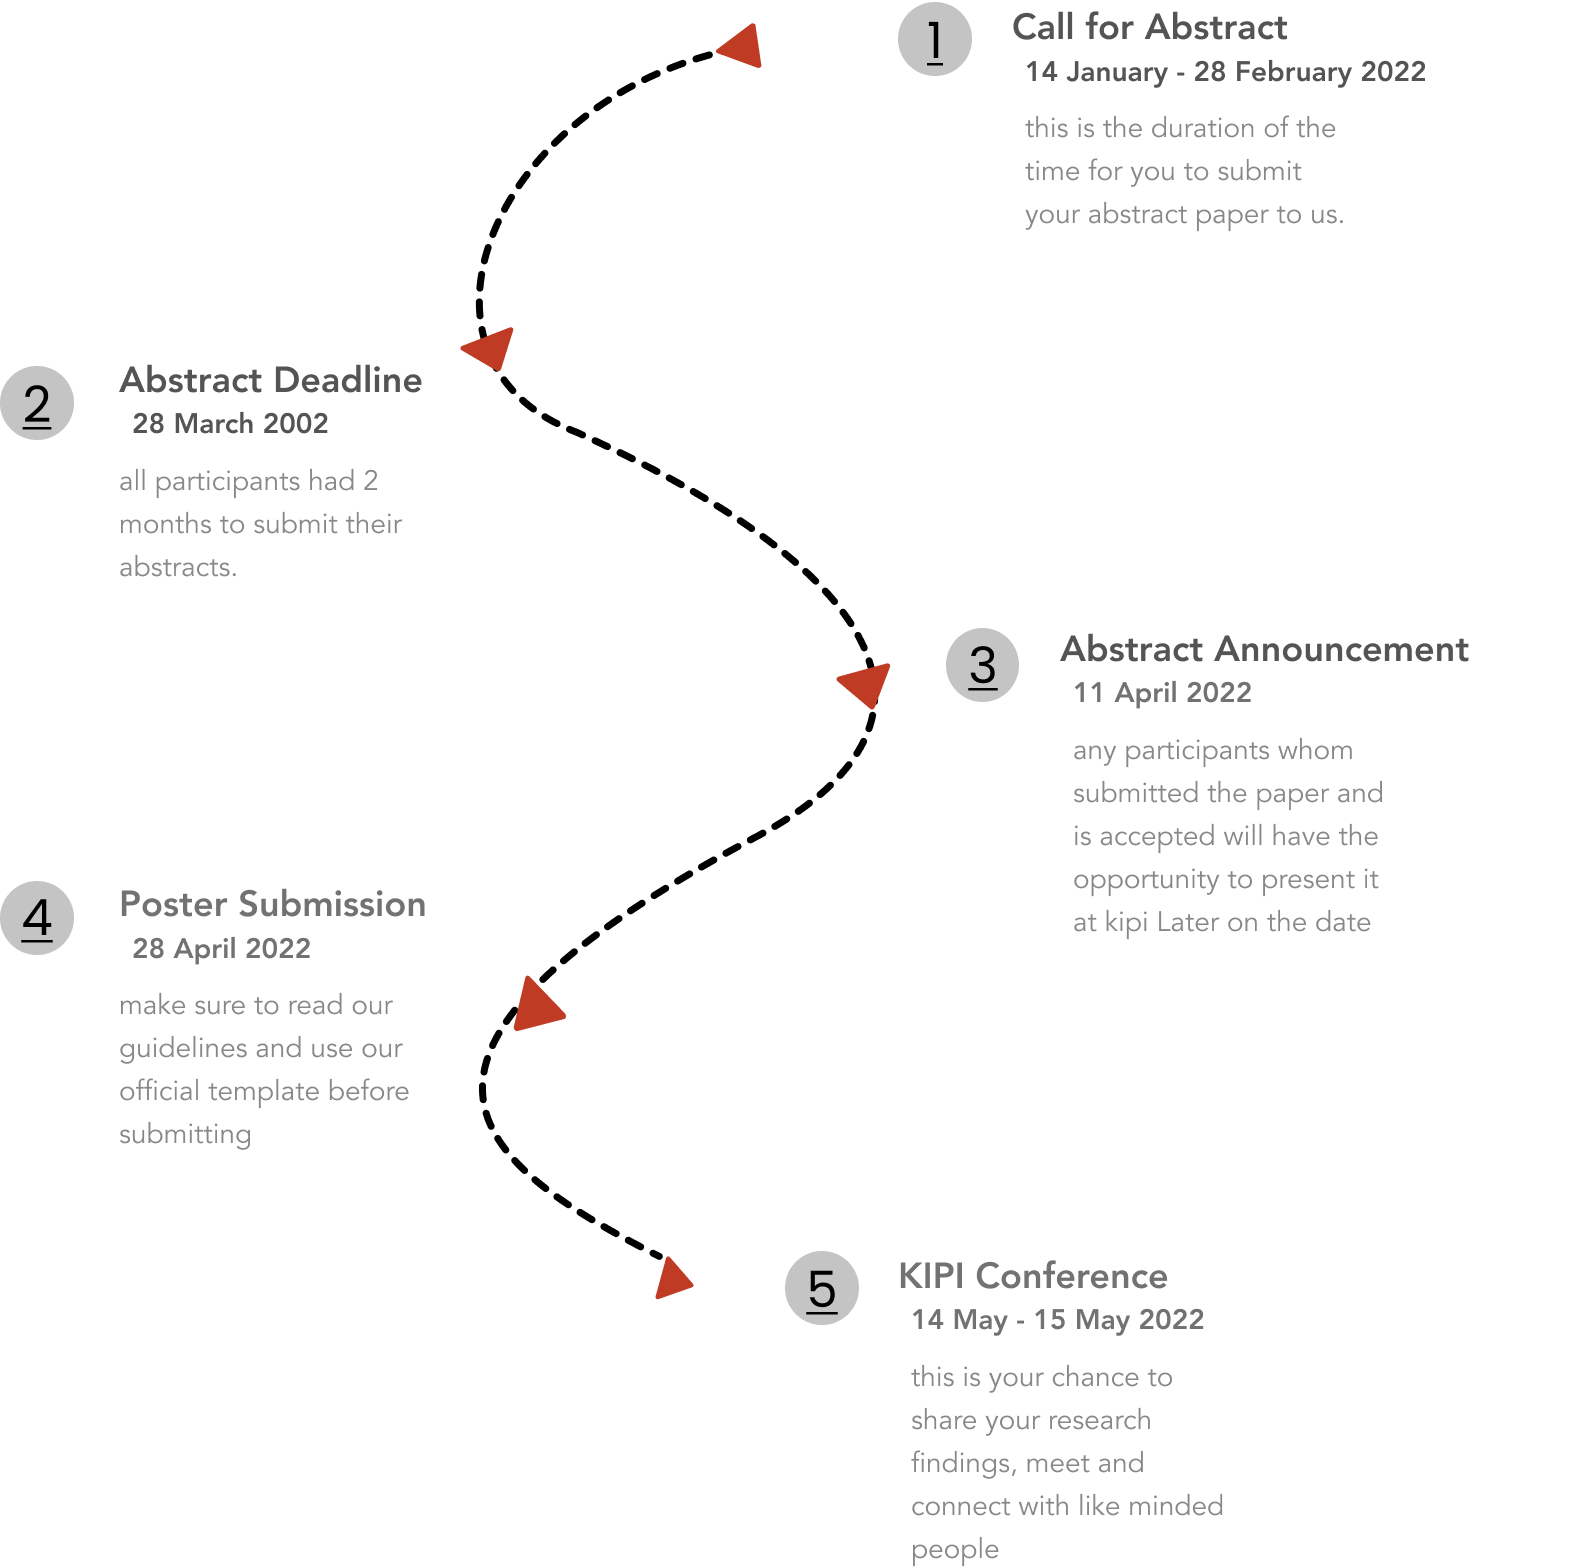 1
Call for Abstract
14 January - 28 February 2022
this is the duration of the
time for you to submit
your abstract paper to us.
2
Abstract Deadline
28 March 2002
all participants had 2
months to submit their
abstracts.
3
Abstract Announcement
11 April 2022
any participants whom
submitted the paper and
is accepted will have the
opportunity to present it
at kipi Later on the date
4
Poster Submission
28 April 2022
make sure to read our
guidelines and use our
official template before
submitting
5
KIPI Conference
14 May - 15 May 2022
this is your chance to
share your research
findings, meet and
connect with like minded
people